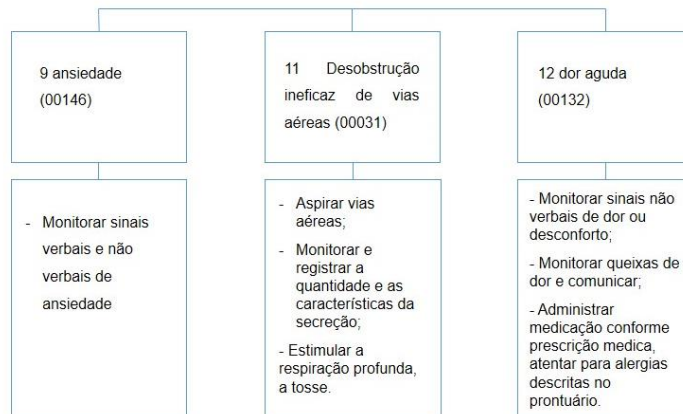 9 ansiedade
(00146)
11 Desobstrução
ineficaz de vias
aéreas (00031)
12 dor aguda
(00132)
- Monitorar sinais
verbais e não
verbais de
ansiedade
- Aspirar vias
aéreas;
- Monitorar e
registrar a
quantidade e as
características da
secreção;
- Estimular a
respiração profunda,
a tosse.
- Monitorar sinais não
verbais de dor ou
desconforto;
- Monitorar queixas de
dor e comunicar;
- Administrar
medicação conforme
prescrição medica,
atentar para alergias
descritas no
prontuário.